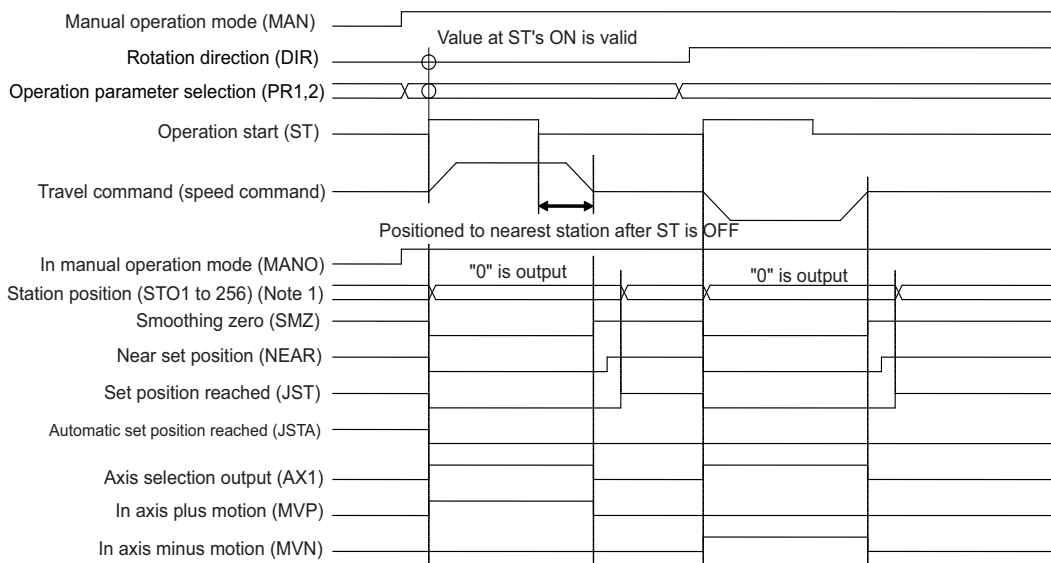 Manual operation mode (MAN)
Value at ST's ON is valid
Rotation direction (DIR)
Operation parameter selection (PR1,2)
Operation start (ST)
Travel command (speed command)
Positioned to nearest station after ST is OFF
In manual operation mode (MANO)
"0" is output
"0" is output
Station position (STO1 to 256) (Note 1)
Smoothing zero (SMZ)
Near set position (NEAR)
Set position reached (JST)
Automatic set position reached (JSTA)
Axis selection output (AX1)
In axis plus motion (MVP)
In axis minus motion (MVN)